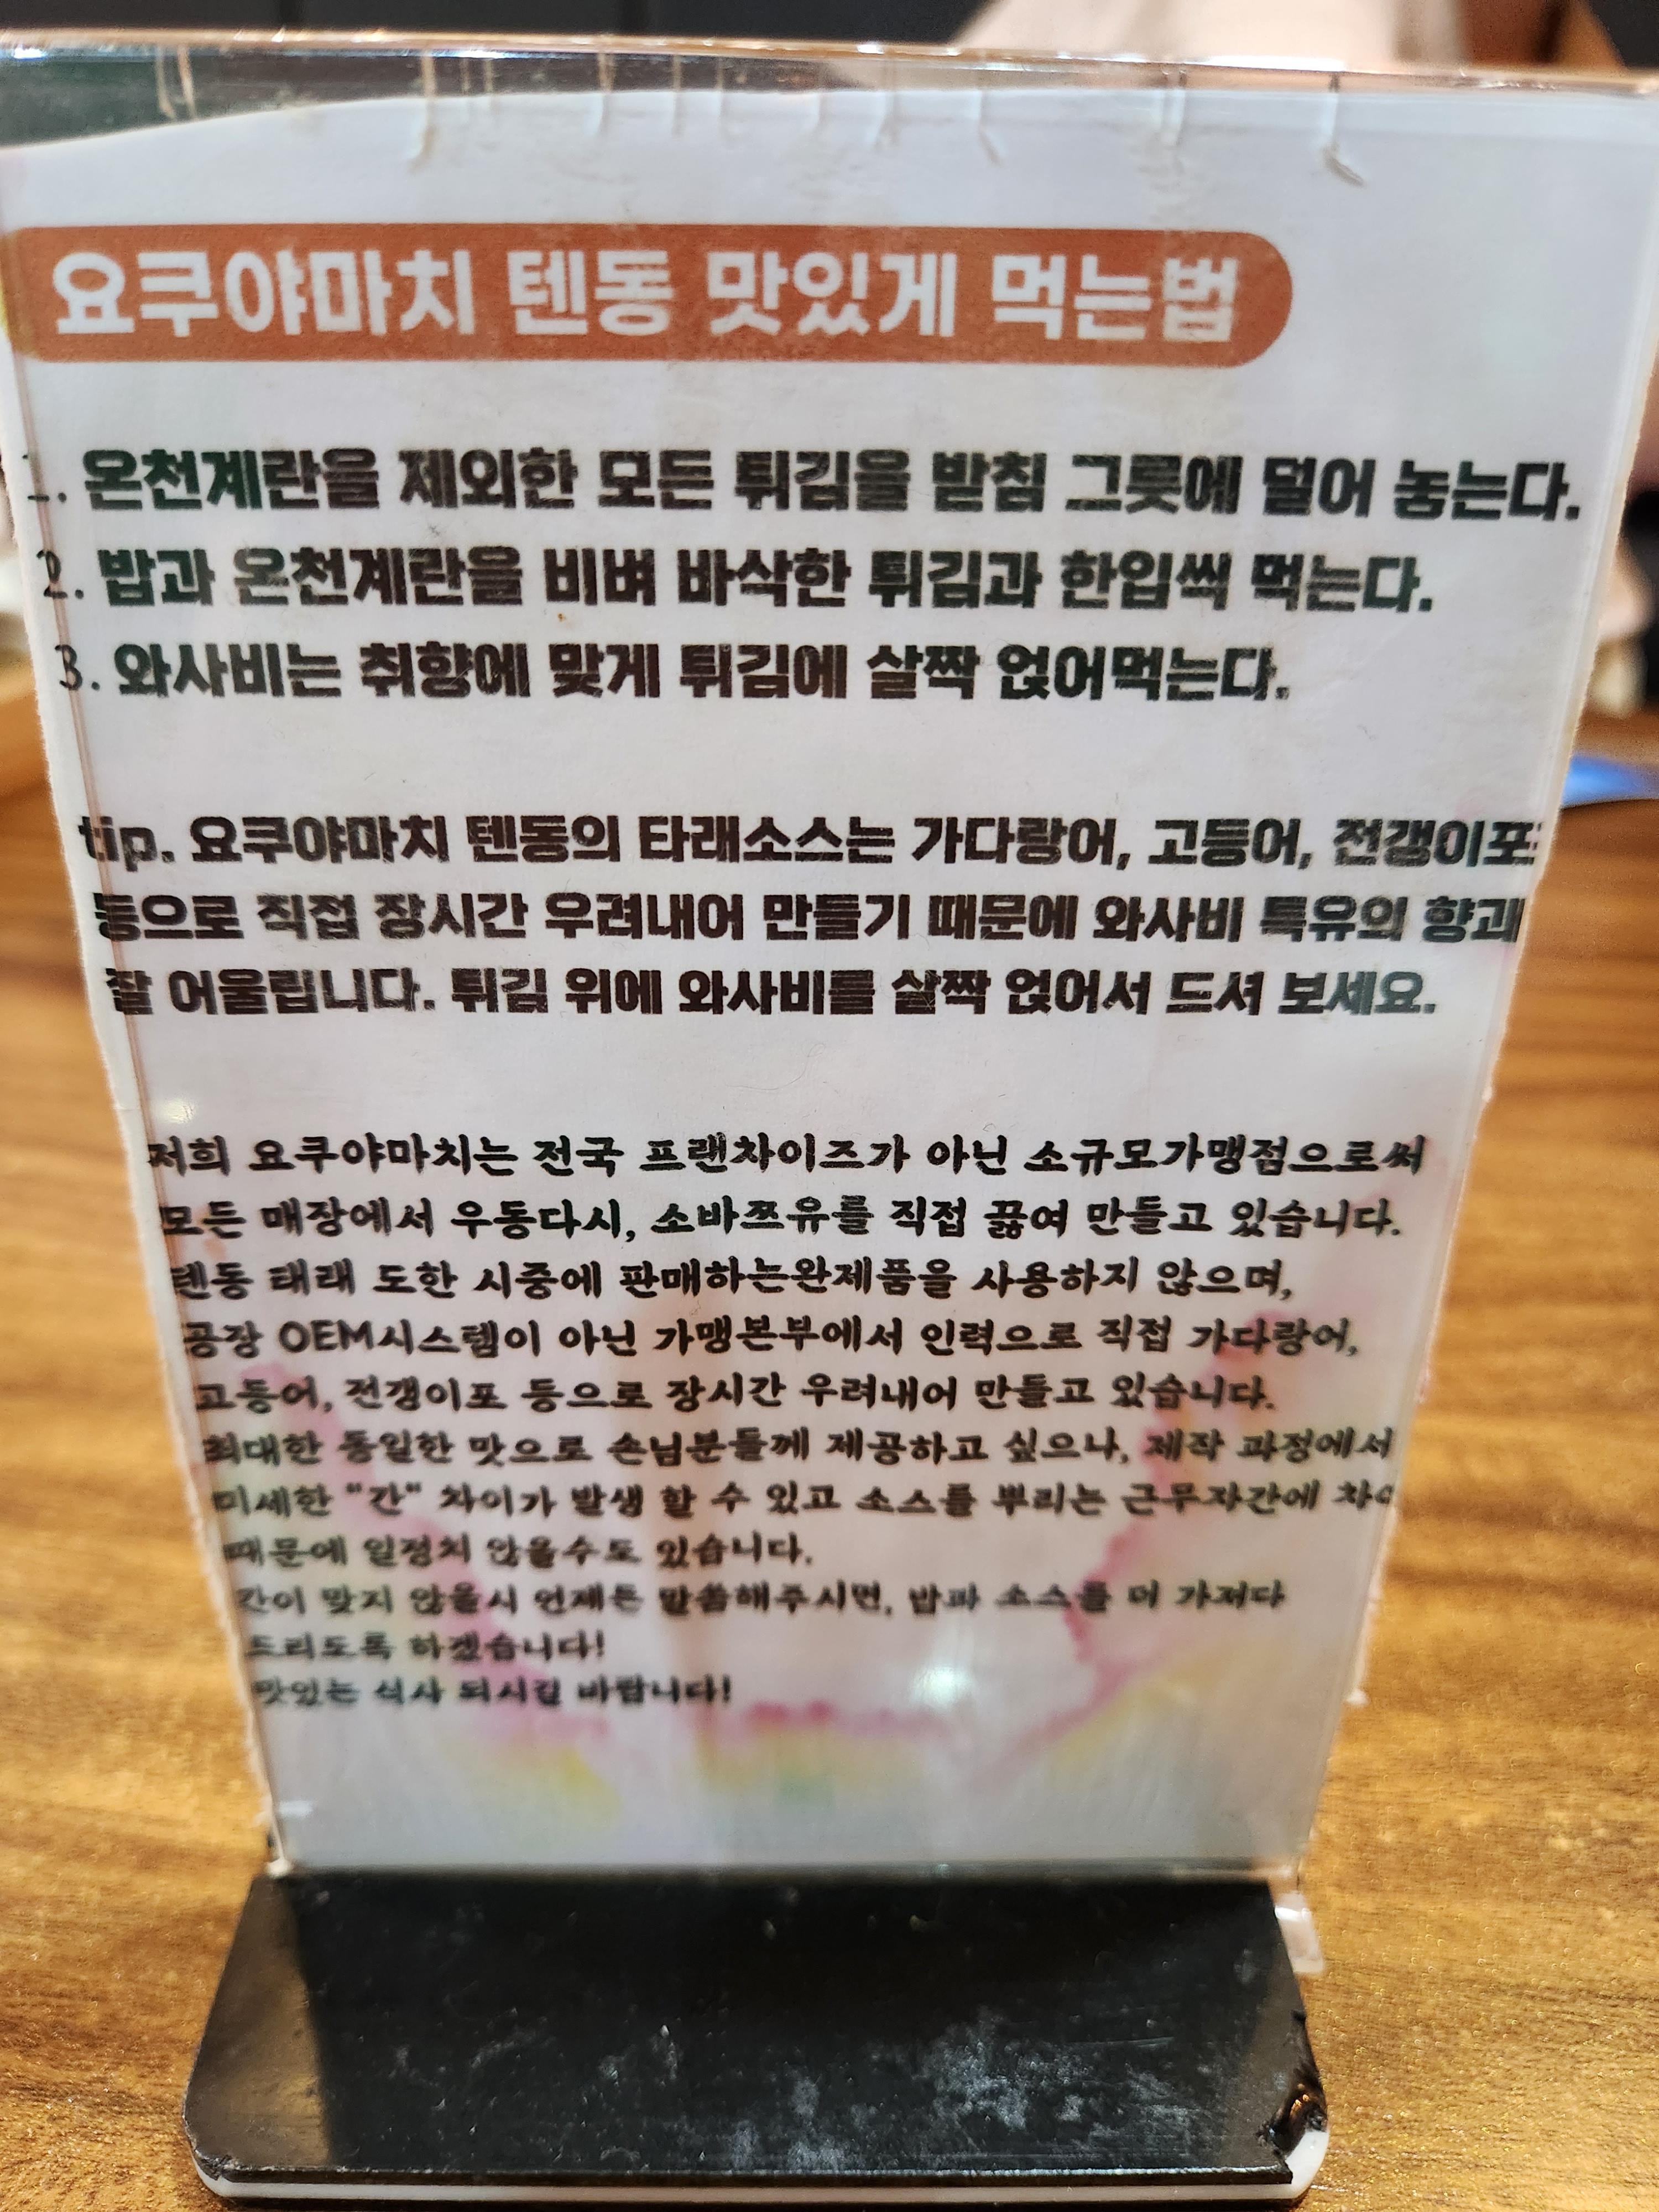 요쿠야마치 텐동 맛있게 먹는법
1. 온천계란을 제외한 모든 튀김을 받침 그릇에 덜어 놓는다.
2. 밥과 온천계란을 비벼 바삭한 튀김과 한입씩 먹는다.
3. 와사비는 취향에 맞게 튀김에 살짝 얹어먹는다.
tip. 요쿠야마치 텐동의 타래소스는 가다랑어, 고등어, 전갱이포
등으로 직접 장시간 우려내어 만들기 때문에 와사비 특유의 향과
잘 어울립니다. 튀김 위에 와사비를 살짝 얹어서 드셔 보세요.
저희 요쿠야마치는 전국 프랜차이즈가 아닌 소규모가맹점으로써
모든 매장에서 우동다시, 소바쯔유를 직접 끓여 만들고 있습니다.
텐동 타래 또한 시중에 판매하는완제품을 사용하지 않으며,
공장 OEM시스템이 아닌 가맹본부에서 인력으로 직접 가다랑어,
고등어, 전갱이포 등으로 장시간 우려내어 만들고 있습니다.
최대한 동일한 맛으로 손님분들께 제공하고 싶으나, 제작 과정에서
미세한 "간" 차이가 발생 할 수 있고 소스를 뿌리는 근무자간에
때문에 일정치 않을수도 있습니다.
간이 맞지 않을시 언제든 말씀해주시면, 밥과 소스를 더 가져다
드리도록 하겠습니다!
맛있는 식사 되시길 바랍니다!